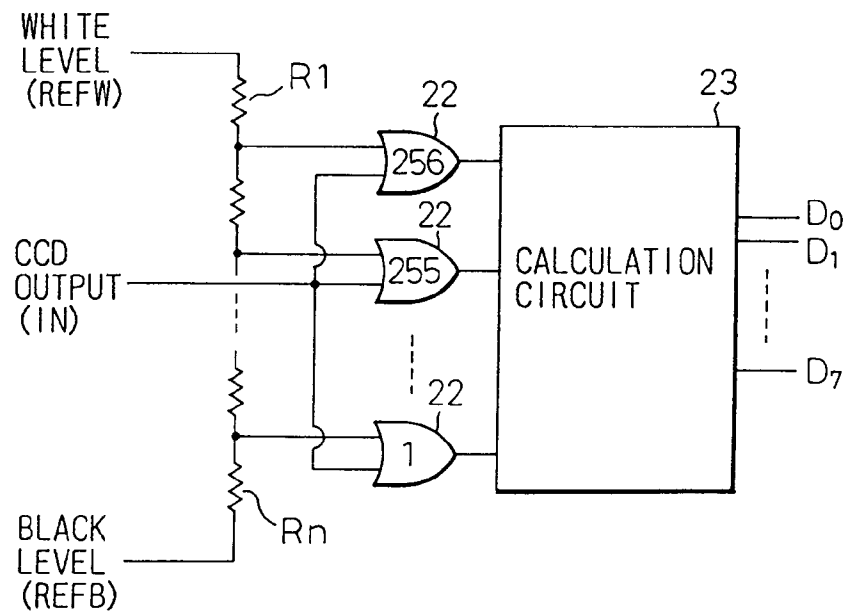 WHITE
LEVEL
(REFW)
R1
22
256
23
22
255
CCD
OUTPUT
(IN)
CALCULATION
CIRCUIT
D0
D1
D7
22
1
Rn
BLACK
LEVEL
(REFB)